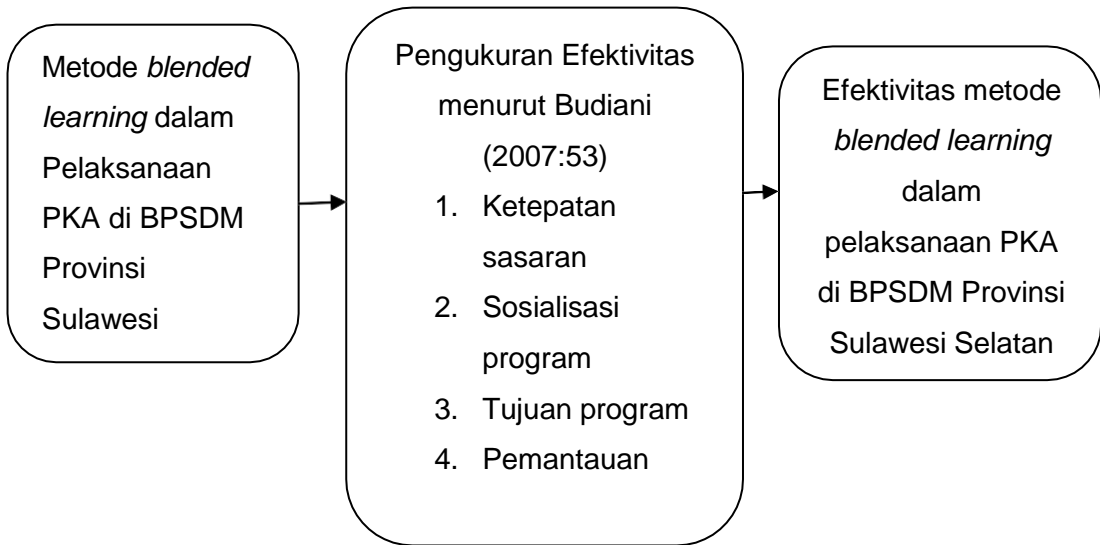 Metode blended
learning dalam
Pelaksanaan
PKA di BPSDM
Provinsi
Sulawesi
Pengukuran Efektivitas
menurut Budiani
(2007:53)
1. Ketepatan
sasaran
2. Sosialisasi
program
3. Tujuan program
4. Pemantauan
Efektivitas metode
blended learning
dalam
pelaksanaan PKA
di BPSDM Provinsi
Sulawesi Selatan